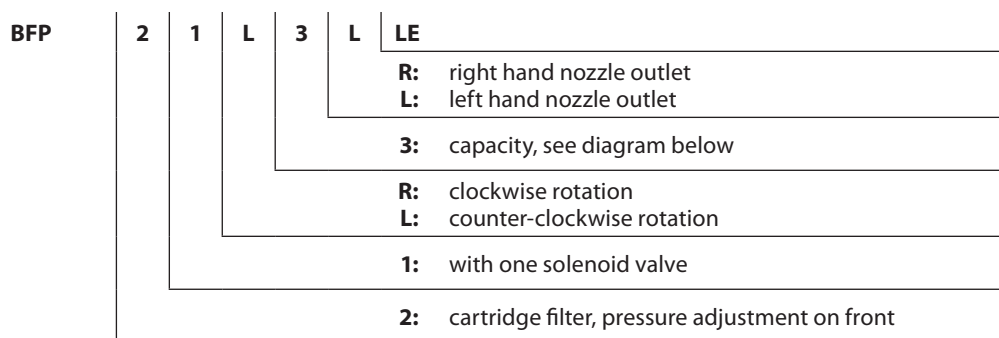 BFP 2 1 L 3 L LE
R: right hand nozzle outlet
L: left hand nozzle outlet
3: capacity, see diagram below
R: clockwise rotation
L: counter-clockwise rotation
1: with one solenoid valve
2: cartridge filter, pressure adjustment on front